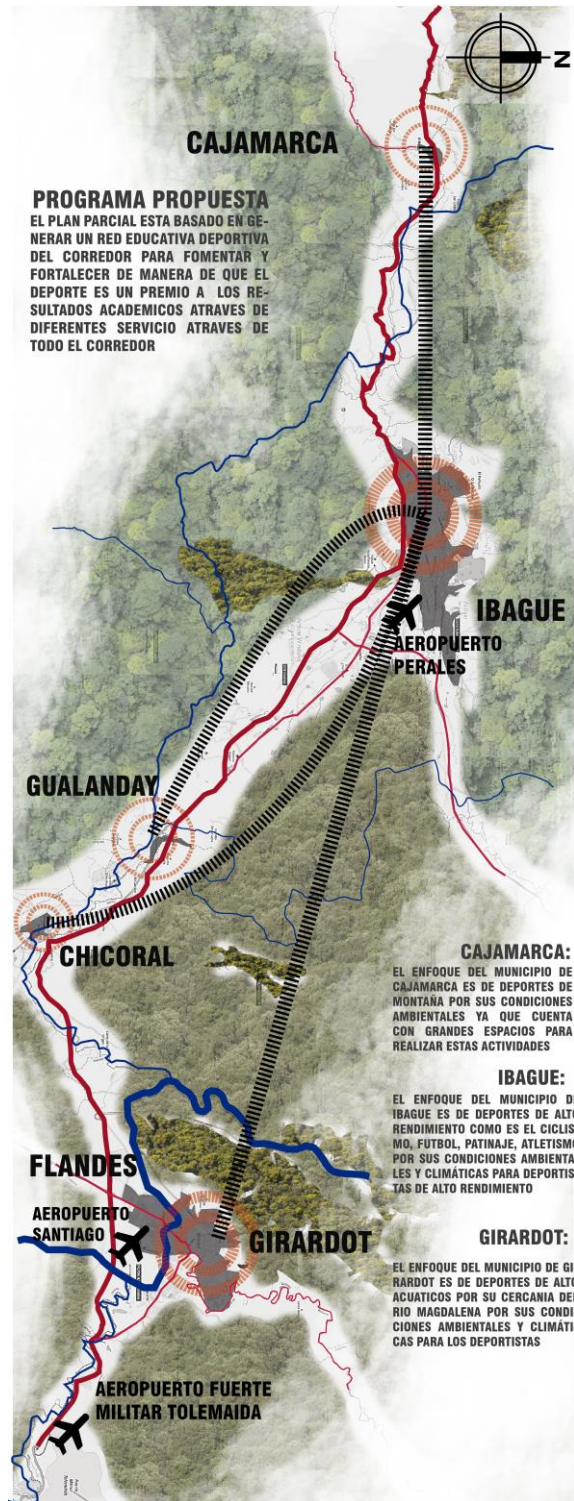 N
CAJAMARCA
PROGRAMA PROPUESTA
EL PLAN PARCIAL ESTA BASADO EN GE-
NERAR UN RED EDUCATIVA DEPORTIVA
DEL CORREDOR PARA FOMENTAR Y
FORTALECER DE MANERA DE QUE EL
DEPORTE ES UN PREMIO A LOS RE-
SULTADOS ACADEMICOS ATRAVES DE
DIFERENTES SERVICIO ATRAVES DE
TODO EL CORREDOR
IBAGUE
AEROPUERTO
PERALES
GUALANDAY
CHICORAL
CAJAMARCA:
EL ENFOQUE DEL MUNICIPIO DE
CAJAMARCA ES DE DEPORTES DE
MONTAÑA POR SUS CONDICIONES
AMBIENTALES YA QUE CUENTA
CON GRANDES ESPACIOS PARA
REALIZAR ESTAS ACTIVIDADES
IBAGUE:
EL ENFOQUE DEL MUNICIPIO DE
IBAGUE ES DE DEPORTES DE ALTO
RENDIMIENTO COMO ES EL CICLIS-
MO, FUTBOL, PATINAJE, ATLETISMO
POR SUS CONDICIONES AMBIENTA-
LES Y CLIMÁTICAS PARA DEPORTIS-
TAS DE ALTO RENDIMIENTO
FLANDES
AEROPUERTO
SANTIAGO
GIRARDOT
GIRARDOT:
EL ENFOQUE DEL MUNICIPIO DE GI-
RARDOT ES DE DEPORTES DE ALTO
ACUATICOS POR SU CERCANIA DEL
RIO MAGDALENA POR SUS CONDI-
CIONES AMBIENTALES Y CLIMÁTI-
CAS PARA LOS DEPORTISTAS
AEROPUERTO FUERTE
MILITAR TOLEMAIDA